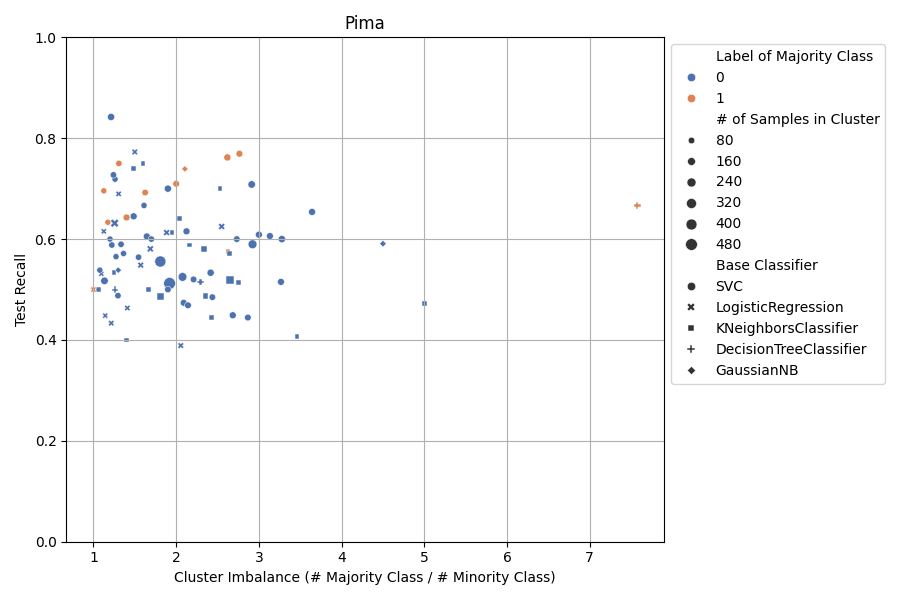 Pima
1.0
0.8
0.6
0.4
0.2
0.0
Test Recall
1
2
3
4
5
6
7
Cluster Imbalance (# Majority Class / # Minority Class)
Label of Majority Class
0
1
# of Samples in Cluster
80
160
240
320
400
480
Base Classifier
SVC
LogisticRegression
KNeighborsClassifier
DecisionTreeClassifier
GaussianNB